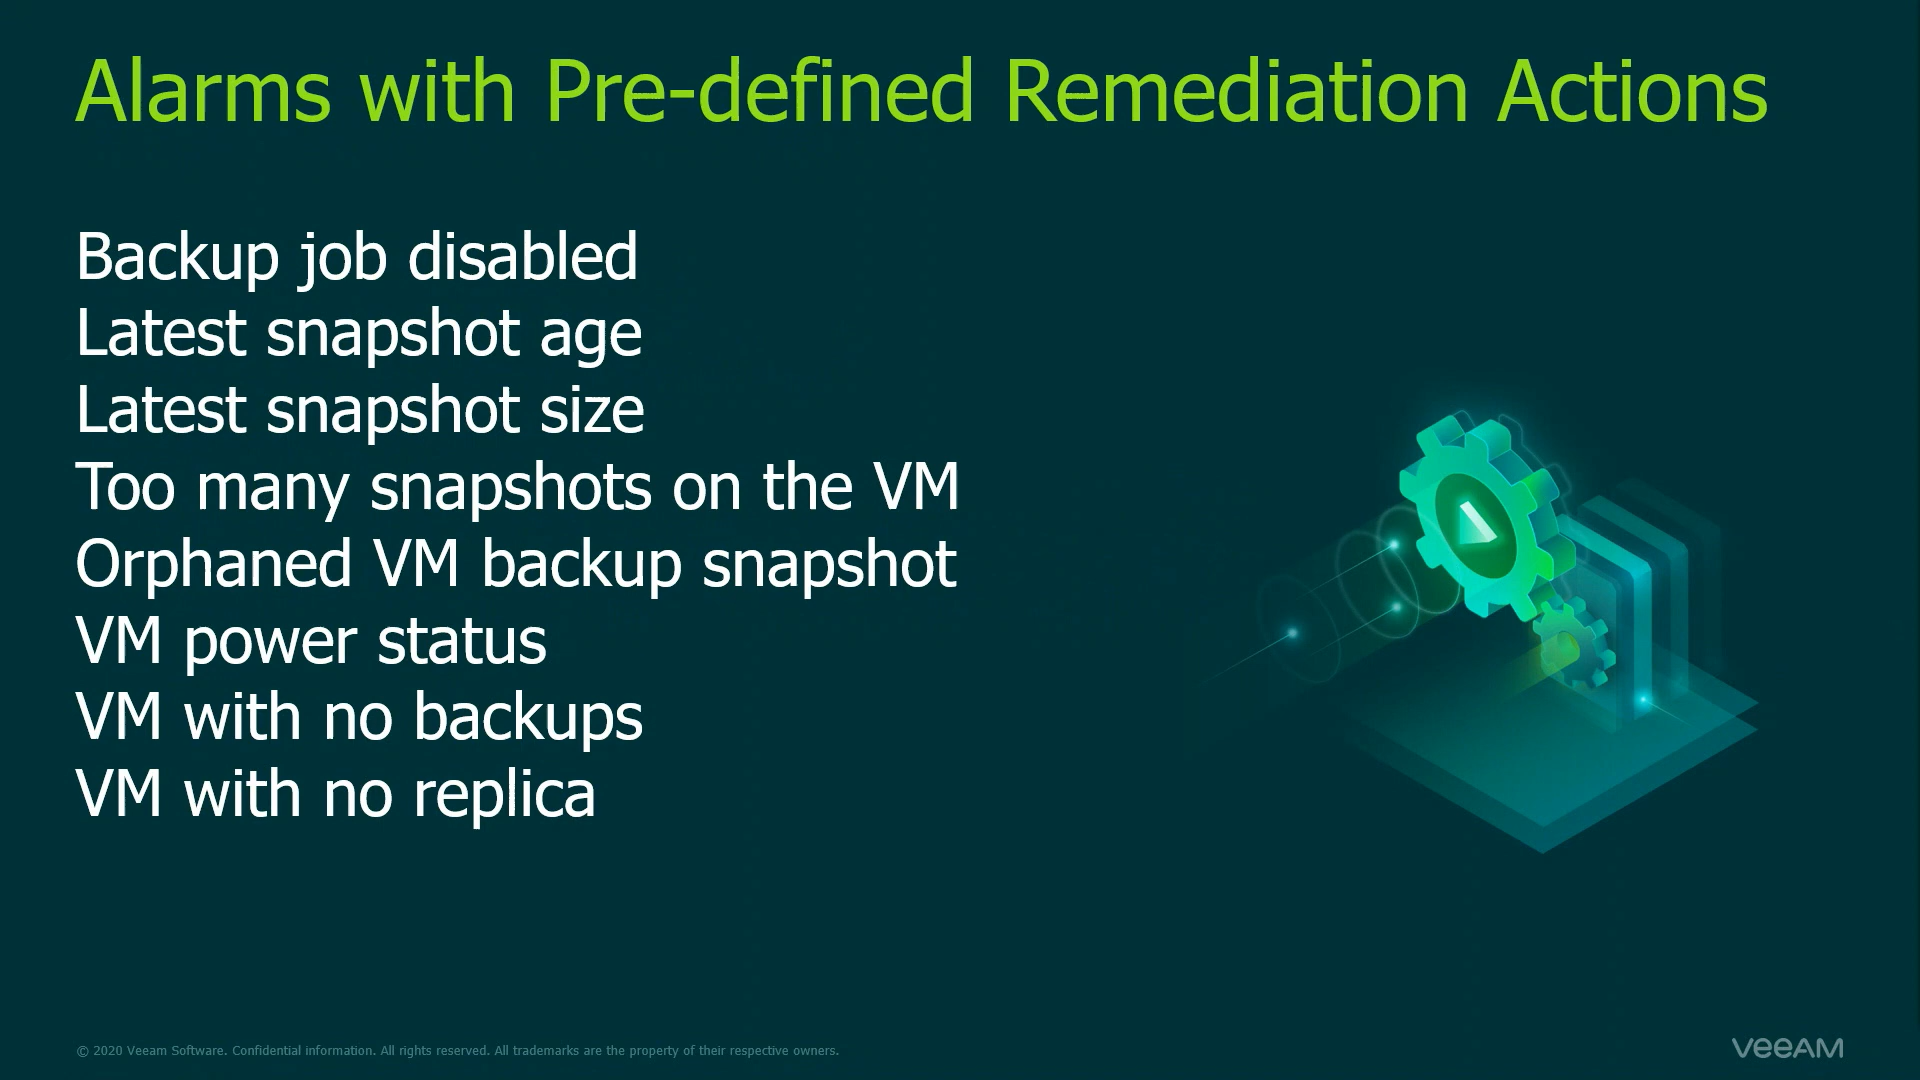 Alarms with Pre-defined Remediation Actions
Backup job disabled
Latest snapshot age
Latest snapshot size
Too many snapshots on the VM
Orphaned VM backup snapshot
VM power status
VM with no backups
VM with no replica
© 2020 Veeam Software. Confidential information. All rights reserved. All trademarks are the property of their respective owners.
VeeAM